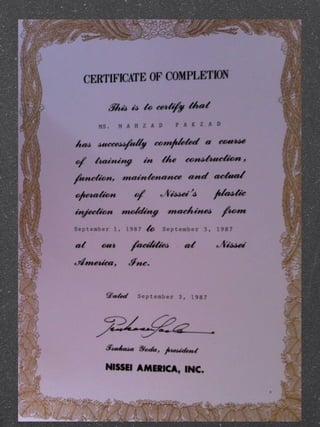 CERTIFICATE OF COMPLETION
This is to certify that
MS. MAHZAD PAKZAD
has successfully completed a course
of training in the construction,
function, maintenance and actual
operation of Nissei's plastic
injection molding machines from
September 1, 1987 to September 3, 1987
at our facilities at Nissei
America, Inc.
Dated September 3, 1987
Tsukasa Yoda, president
NISSEI AMERICA, INC.